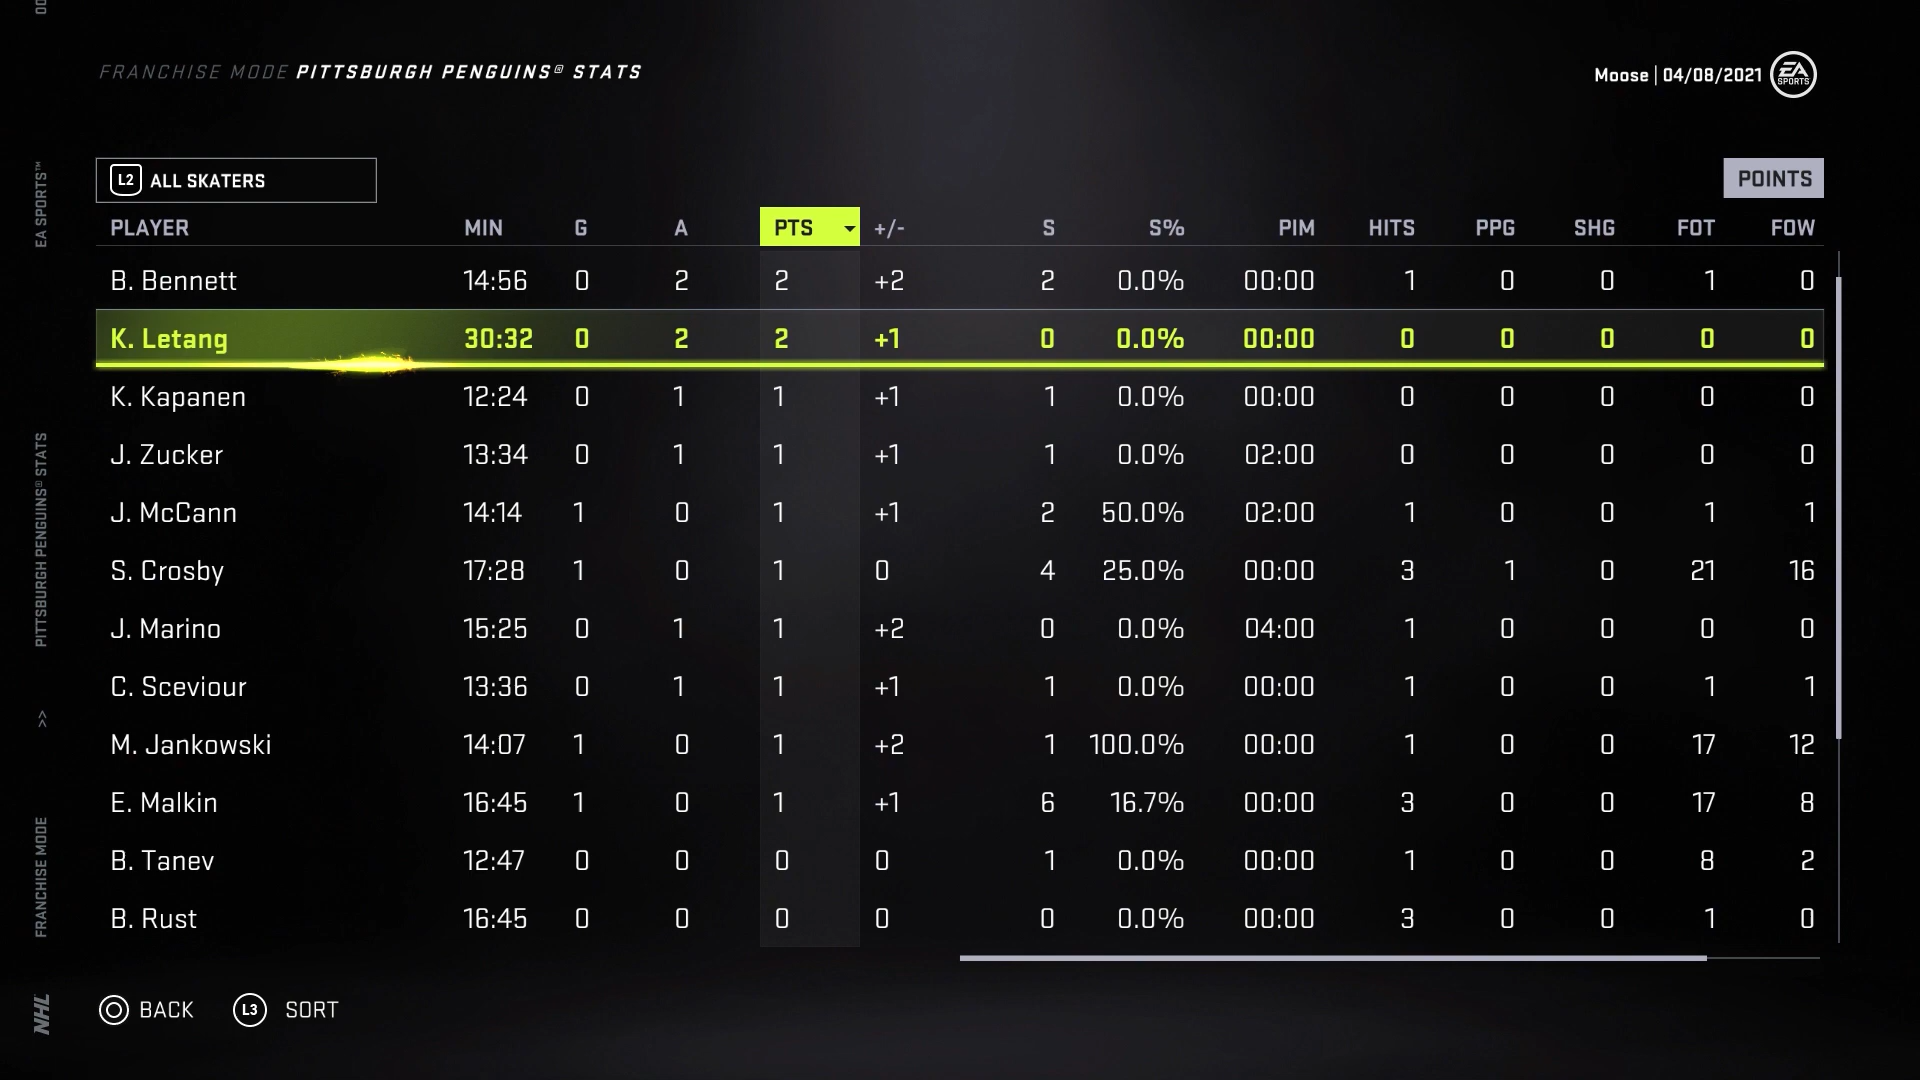 FRANCHISE MODE PITTSBURGH PENGUINS® STATS
Moose | 04/08/2021
EA SPORTS
L2 ALL SKATERS
POINTS
PLAYER MIN G A PTS +/- S S% PIM HITS PPG SHG FOT FOW
B. Bennett 14:56 0 2 2 +2 2 0.0% 00:00 1 0 0 1 0
K. Letang 30:32 0 2 2 +1 0 0.0% 00:00 0 0 0 0 0
K. Kapanen 12:24 0 1 1 +1 1 0.0% 00:00 0 0 0 0 0
J. Zucker 13:34 0 1 1 +1 1 0.0% 02:00 0 0 0 0 0
J. McCann 14:14 1 0 1 +1 2 50.0% 02:00 1 0 0 1 1
S. Crosby 17:28 1 0 1 0 4 25.0% 00:00 3 1 0 21 16
J. Marino 15:25 0 1 1 +2 0 0.0% 04:00 1 0 0 0 0
C. Sceviour 13:36 0 1 1 +1 1 0.0% 00:00 1 0 0 1 1
M. Jankowski 14:07 1 0 1 +2 1 100.0% 00:00 1 0 0 17 12
E. Malkin 16:45 1 0 1 +1 6 16.7% 00:00 3 0 0 17 8
B. Tanev 12:47 0 0 0 0 1 0.0% 00:00 1 0 0 8 2
B. Rust 16:45 0 0 0 0 0 0.0% 00:00 3 0 0 1 0
BACK L3 SORT
NHL FRANCHISE MODE >> PITTSBURGH PENGUINS® STATS EA SPORTS™